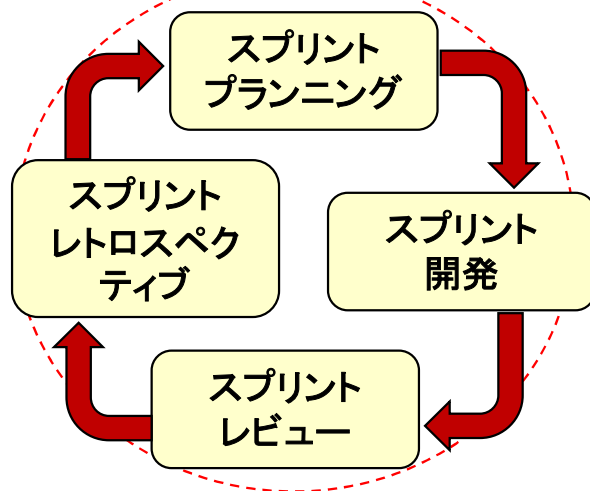 スプリント
プランニング
スプリント
開発
スプリント
レビュー
スプリント
レトロスペク
ティブ